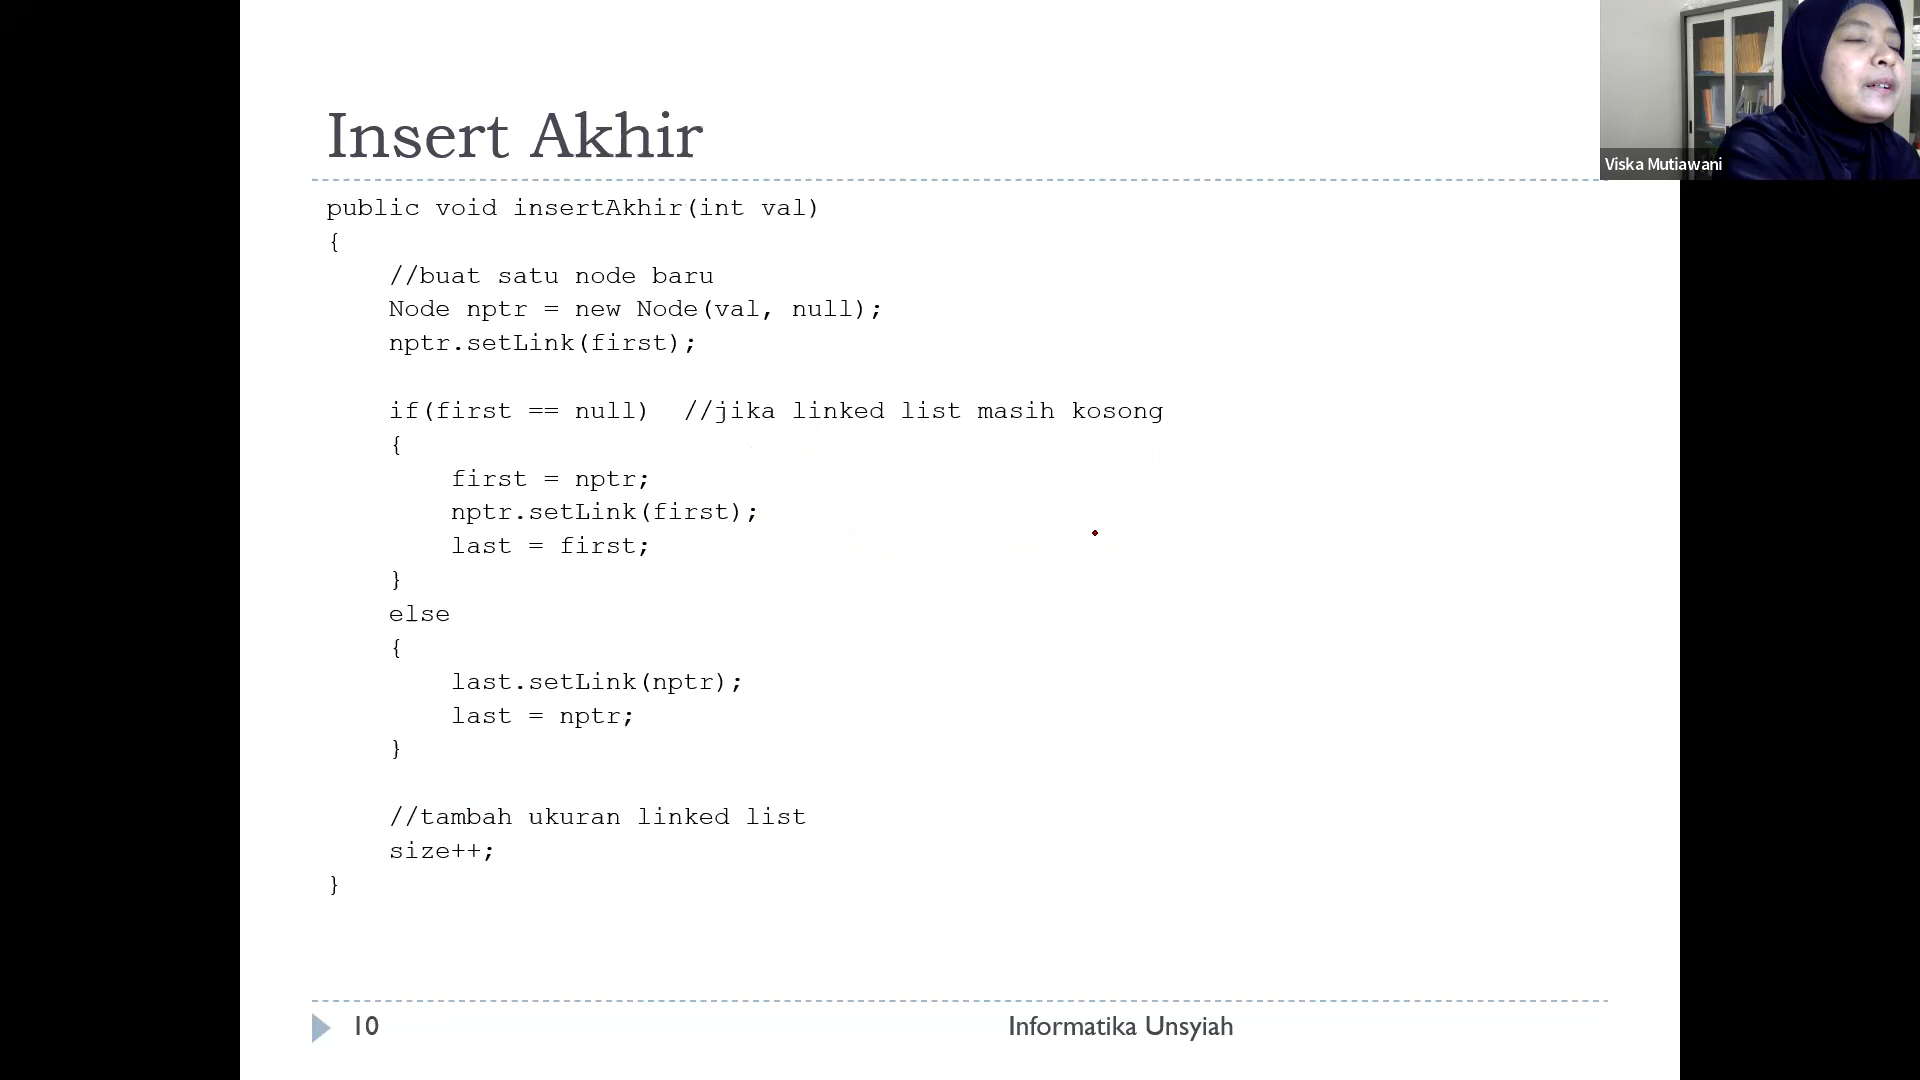 Insert Akhir
Viska Mutiawani
public void insertAkhir(int val)
{
    //buat satu node baru
    Node nptr = new Node(val, null);
    nptr.setLink(first);
    if(first == null)  //jika linked list masih kosong
    {
        first = nptr;
        nptr.setLink(first);
        last = first;
    }
    else
    {
        last.setLink(nptr);
        last = nptr;
    }
    //tambah ukuran linked list
    size++;
}
10
Informatika Unsyiah